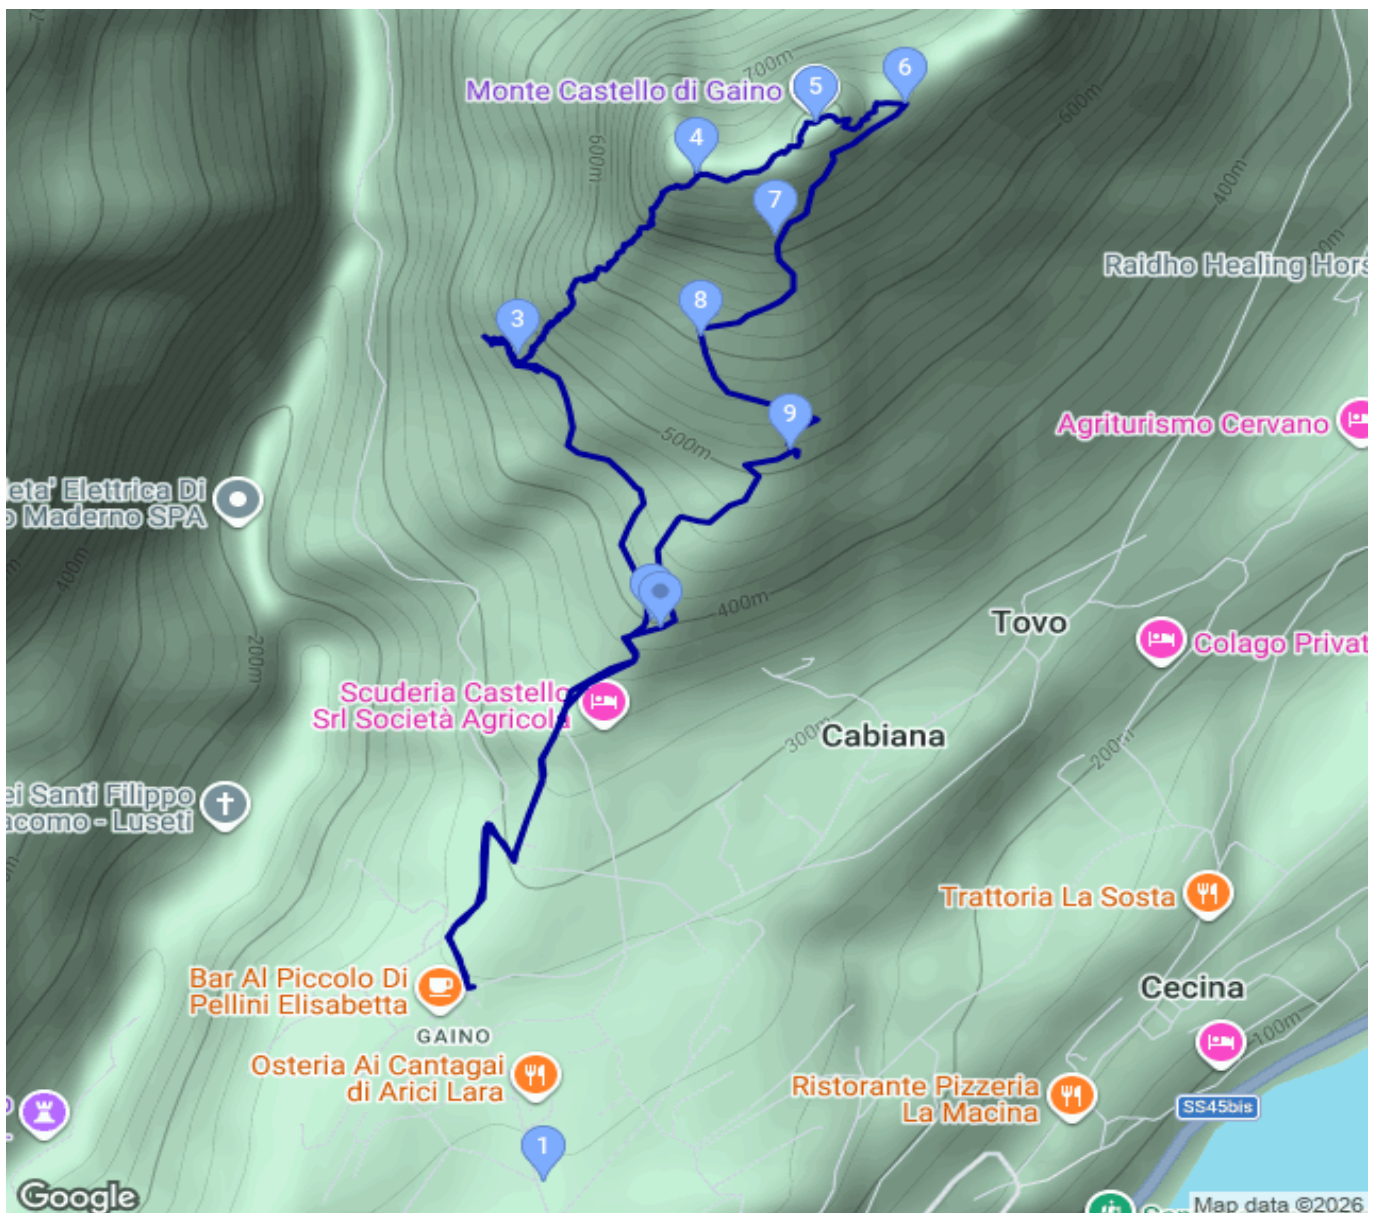 700m
6
Monte Castello di Gaino
5
4
600m
600m
7
400m
Raidho Healing Hors
8
3
9
Agriturismo Cervano
500m
eta' Elettrica Di
o Maderno SPA
400m
400m
Tovo
Colago Privat
200m
Scuderia Castello
Srl Società Agricola
300m
Cabiana
200m
ei Santi Filippo
acomo - Luseti
Trattoria La Sosta
Bar Al Piccolo Di
Pellini Elisabetta
Cecina
GAINO
100m
Osteria Ai Cantagai
di Arici Lara
Ristorante Pizzeria
La Macina
SS45bis
1
Google
Map data ©2026